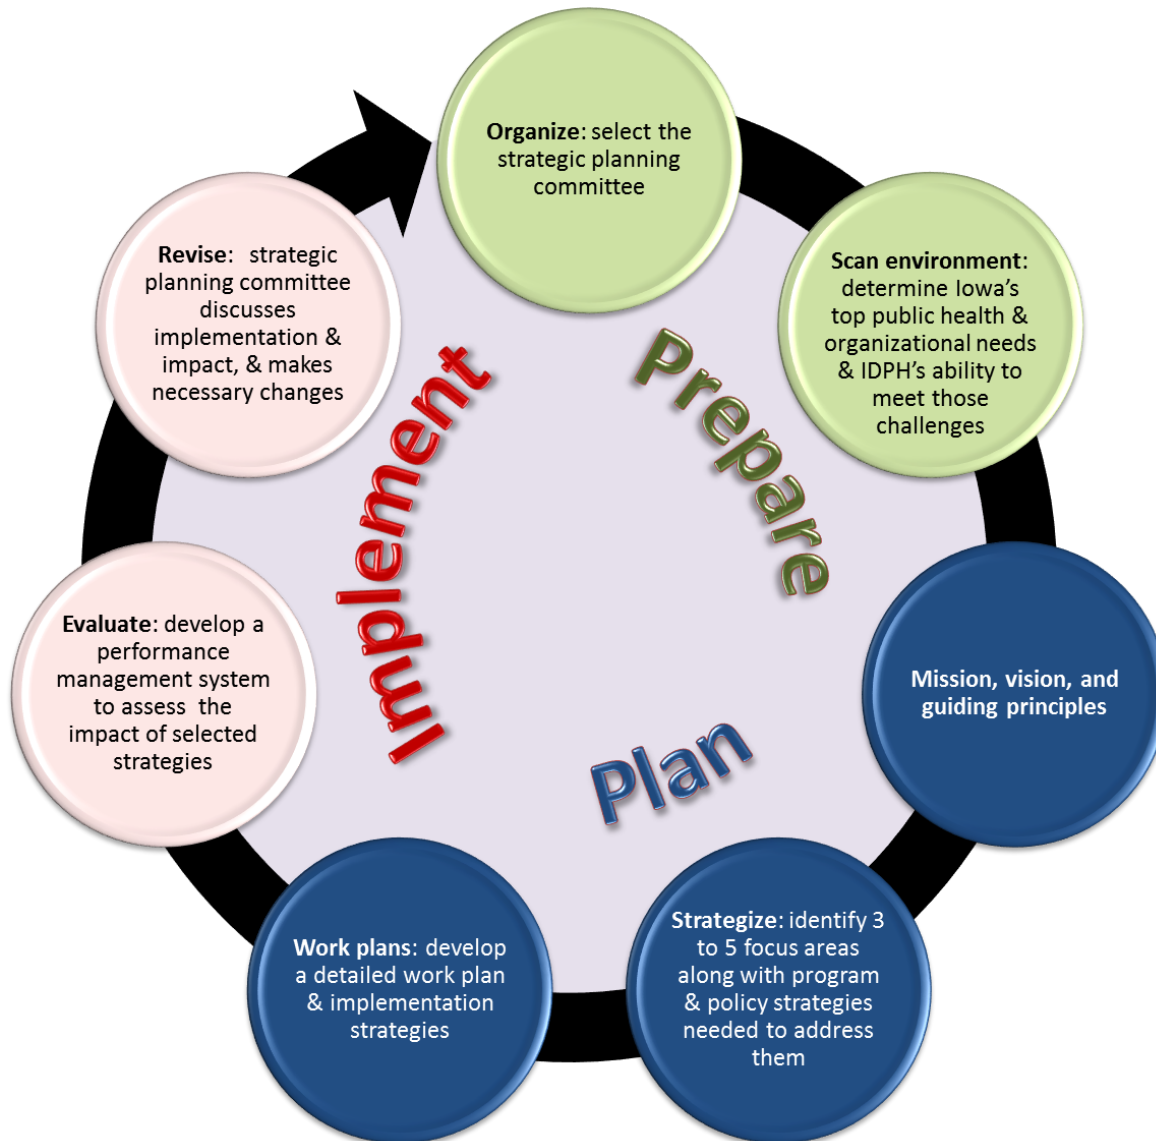 Organize: select the
strategic planning
committee
Scan environment:
determine Iowa's
top public health &
organizational needs
& IDPH's ability to
meet those
challenges
Mission, vision, and
guiding principles
Strategize: identify 3
to 5 focus areas
along with program
& policy strategies
needed to address
them
Work plans: develop
a detailed work plan
& implementation
strategies
Evaluate: develop a
performance
management system
to assess the
impact of selected
strategies
Revise: strategic
planning committee
discusses
implementation &
impact, & makes
necessary changes
Prepare
Plan
Implement